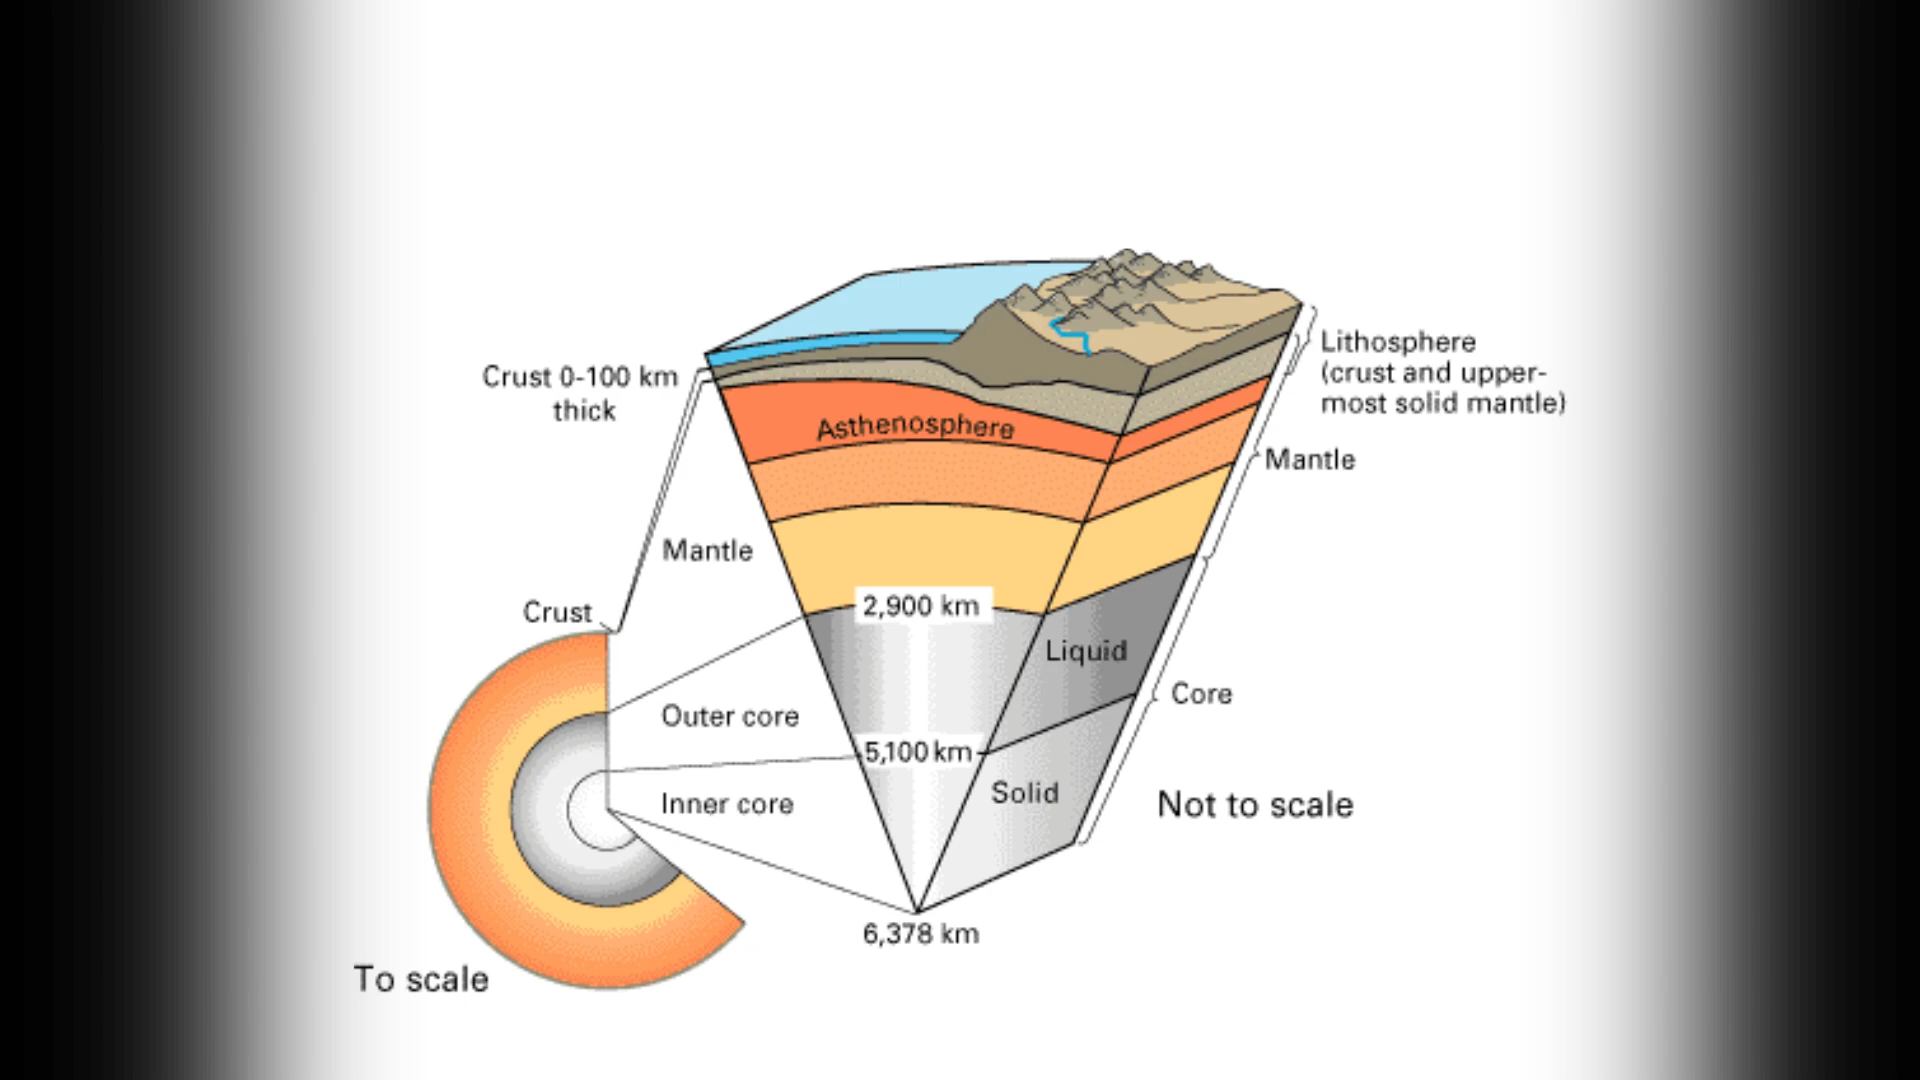 Crust 0-100 km
thick
Lithosphere
(crust and upper-
most solid mantle)
Asthenosphere
Mantle
Mantle
Crust
2,900 km
Liquid
Core
Outer core
5,100 km
Inner core
Solid
Not to scale
6,378 km
To scale